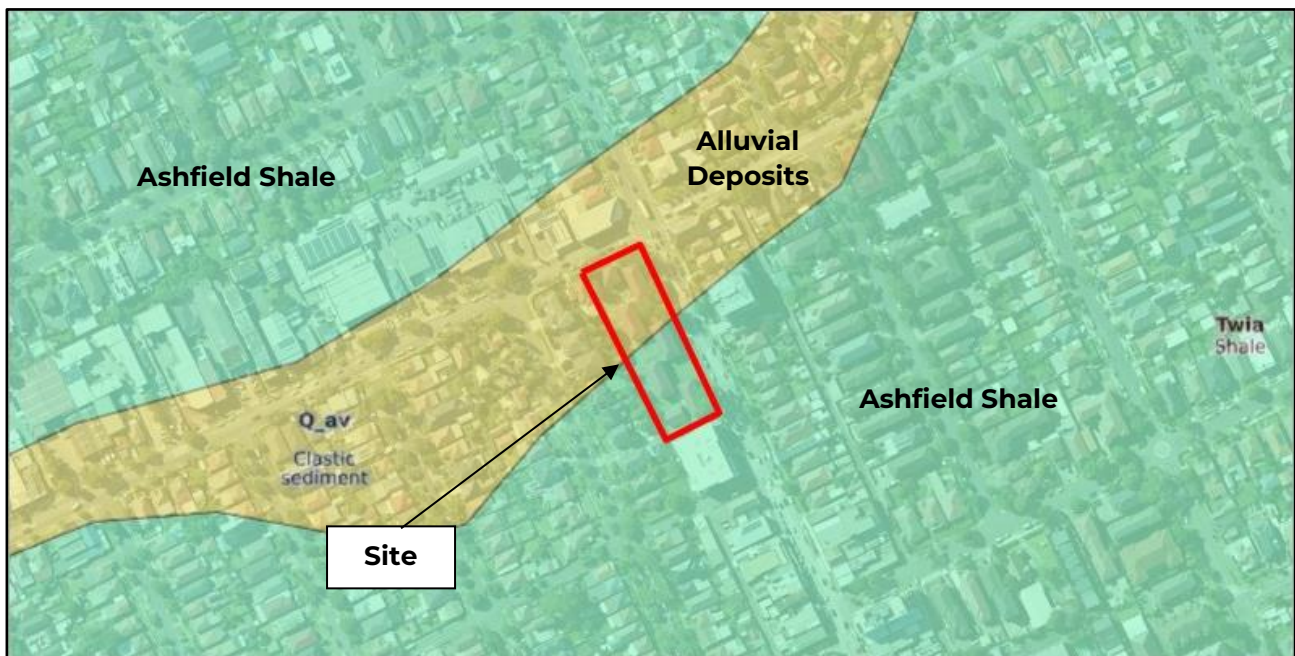 Alluvial
Deposits
Ashfield Shale
Twia
Shale
Ashfield Shale
Q_av
Clastic
sediment
Site